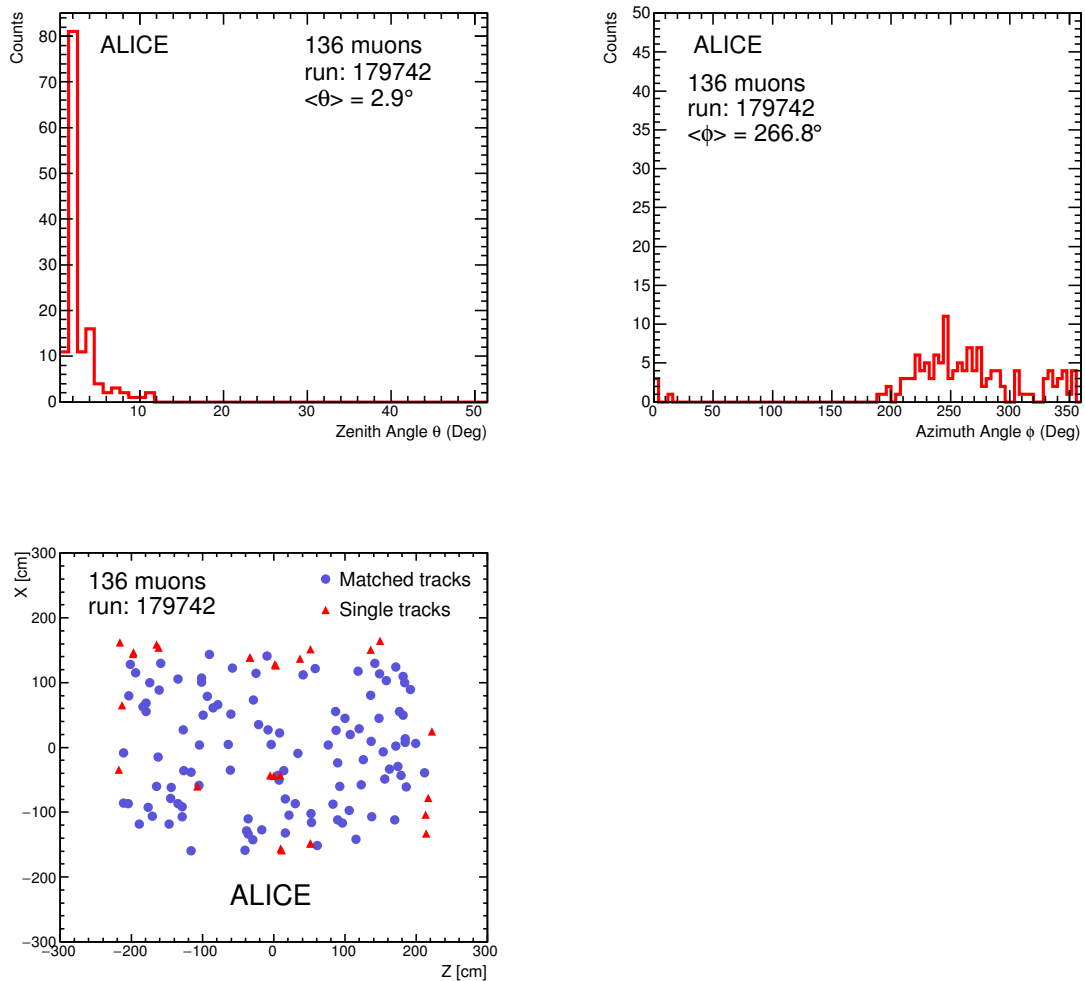 Counts
ALICE
136 muons
run: 179742
<θ> = 2.9°
80
70
60
50
40
30
20
10
0
10
20
30
40
50
Zenith Angle θ (Deg)
Counts
ALICE
136 muons
run: 179742
<ϕ> = 266.8°
50
45
40
35
30
25
20
15
10
5
0
0
50
100
150
200
250
300
350
Azimuth Angle ϕ (Deg)
X [cm]
136 muons
run: 179742
Matched tracks
Single tracks
300
200
100
0
−100
−200
−300
ALICE
−300
−200
−100
0
100
200
300
Z [cm]